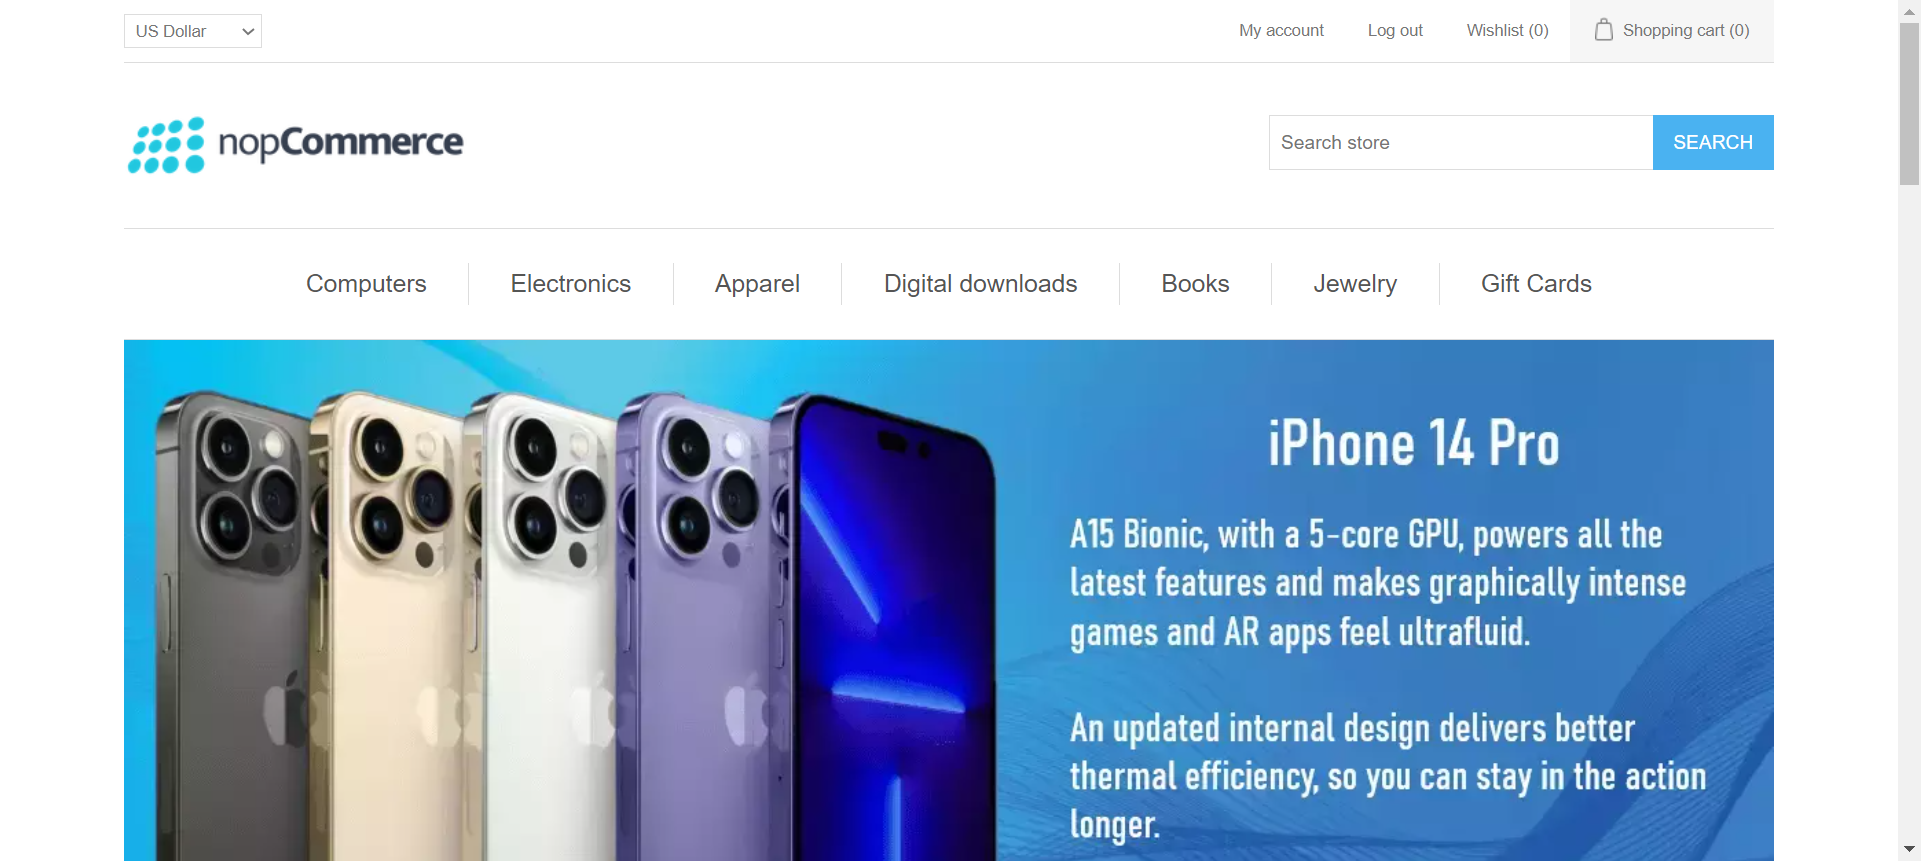 US Dollar
My account
Log out
Wishlist (0)
Shopping cart (0)
nopCommerce
Search store
SEARCH
Computers
Electronics
Apparel
Digital downloads
Books
Jewelry
Gift Cards
iPhone 14 Pro
A15 Bionic, with a 5-core GPU, powers all the
latest features and makes graphically intense
games and AR apps feel ultrafluid.
An updated internal design delivers better
thermal efficiency, so you can stay in the action
longer.